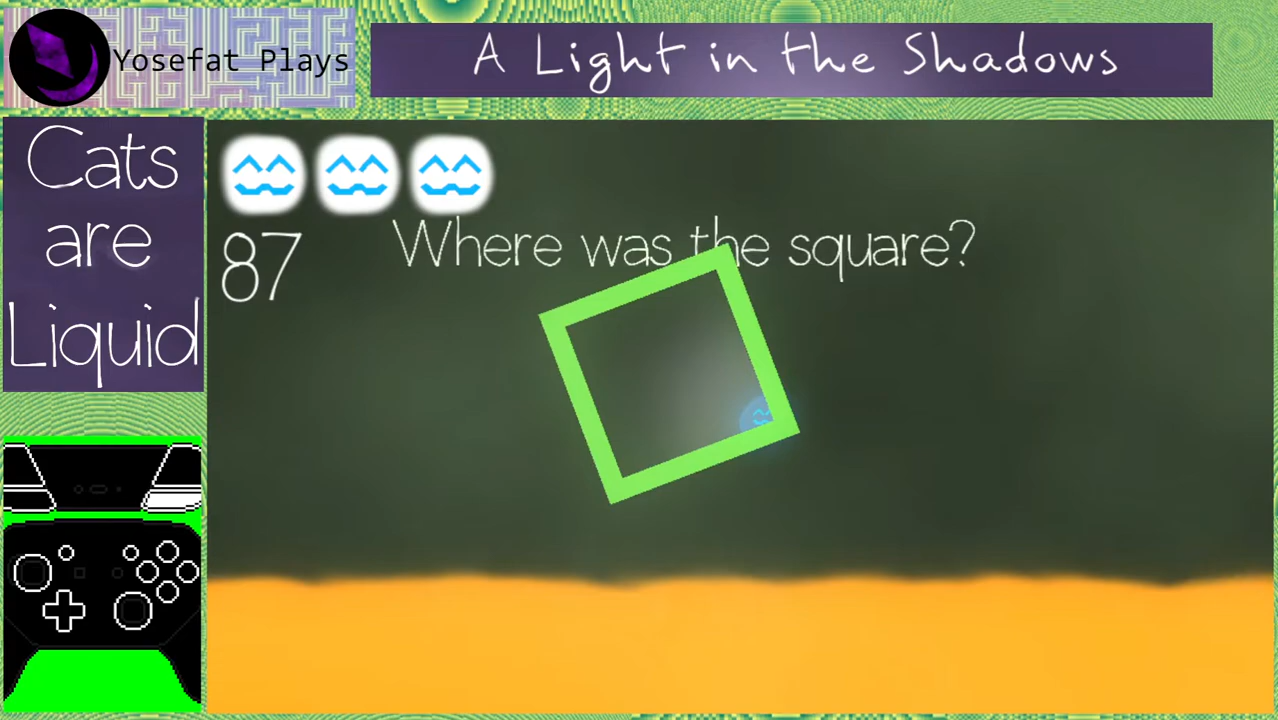 Yosefat Plays
A Light in the Shadows
Cats
are
Liquid
87
Where was the square?